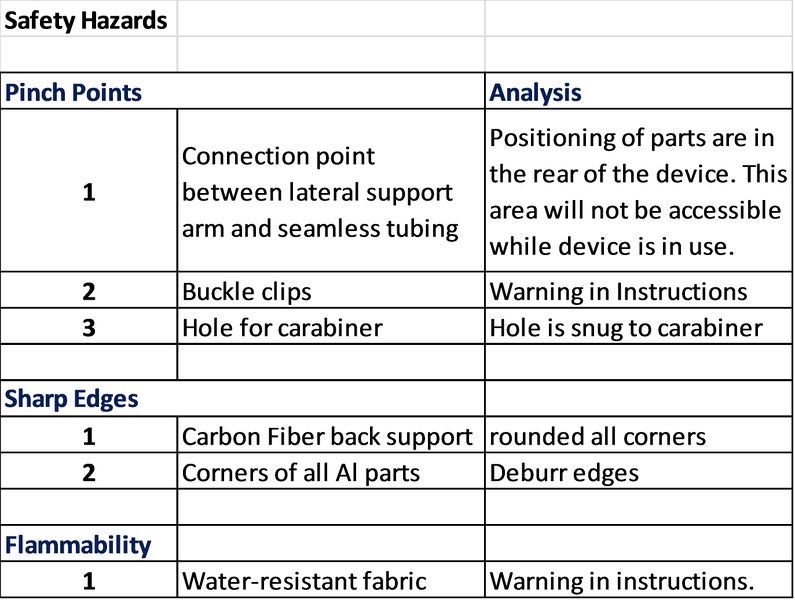 Safety Hazards
Pinch Points Analysis
1 Connection point between lateral support arm and seamless tubing Positioning of parts are in the rear of the device. This area will not be accessible while device is in use.
2 Buckle clips Warning in Instructions
3 Hole for carabiner Hole is snug to carabiner
Sharp Edges
1 Carbon Fiber back support rounded all corners
2 Corners of all Al parts Deburr edges
Flammability
1 Water-resistant fabric Warning in instructions.